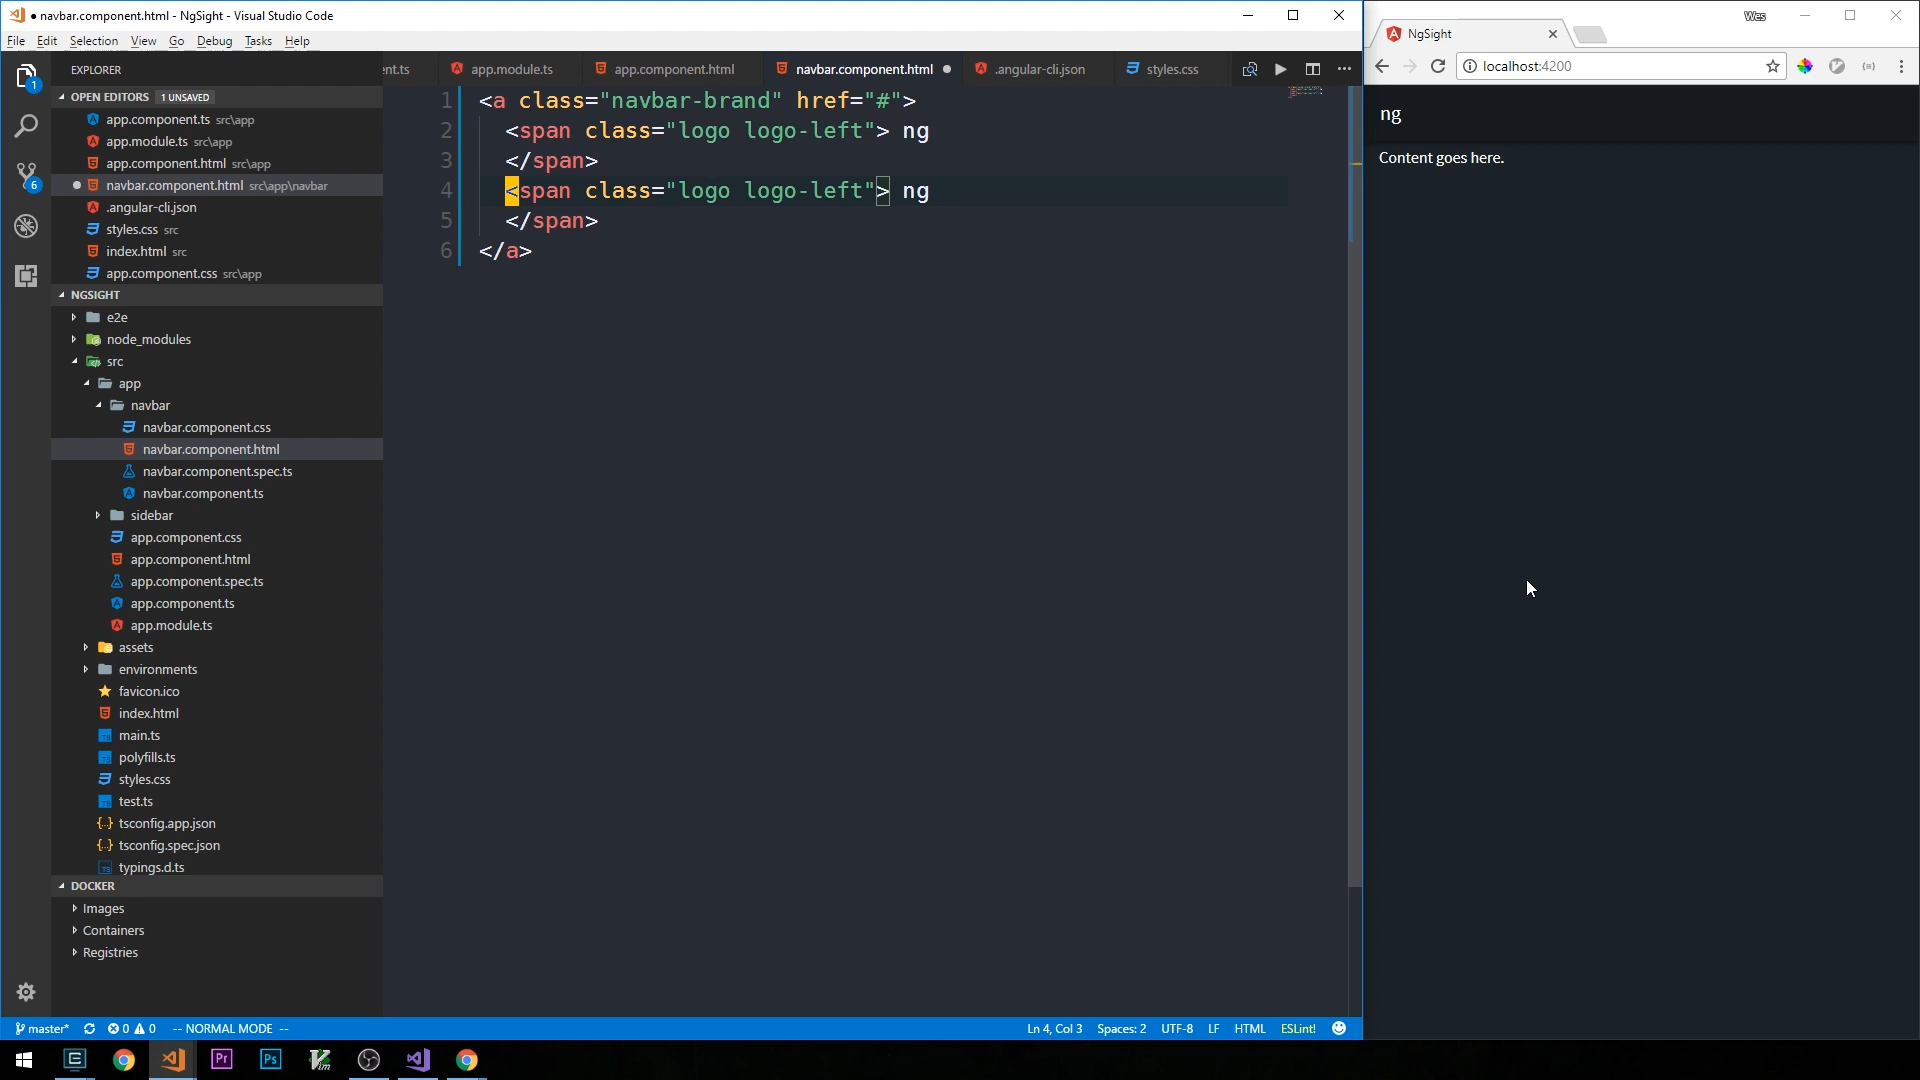 navbar.component.html - NgSight - Visual Studio Code
File Edit Selection View Go Debug Tasks Help
EXPLORER
OPEN EDITORS 1 UNSAVED
app.component.ts src\app
app.module.ts src\app
app.component.html src\app
navbar.component.html src\app\navbar
.angular-cli.json
styles.css src
index.html src
app.component.css src\app
NGSIGHT
e2e
node_modules
src
app
navbar
navbar.component.css
navbar.component.html
navbar.component.spec.ts
navbar.component.ts
sidebar
app.component.css
app.component.html
app.component.spec.ts
app.component.ts
app.module.ts
assets
environments
favicon.ico
index.html
main.ts
polyfills.ts
styles.css
test.ts
tsconfig.app.json
tsconfig.spec.json
typings.d.ts
DOCKER
Images
Containers
Registries
ent.ts app.module.ts app.component.html navbar.component.html .angular-cli.json styles.css
1 <a class="navbar-brand" href="#">
2 <span class="logo logo-left"> ng
3 </span>
4 <span class="logo logo-left"> ng
5 </span>
6 </a>
master* 0 0 -- NORMAL MODE -- Ln 4, Col 3 Spaces: 2 UTF-8 LF HTML ESLint!
Wes
NgSight
localhost:4200
ng
Content goes here.
1
6
Pr Ps Vim